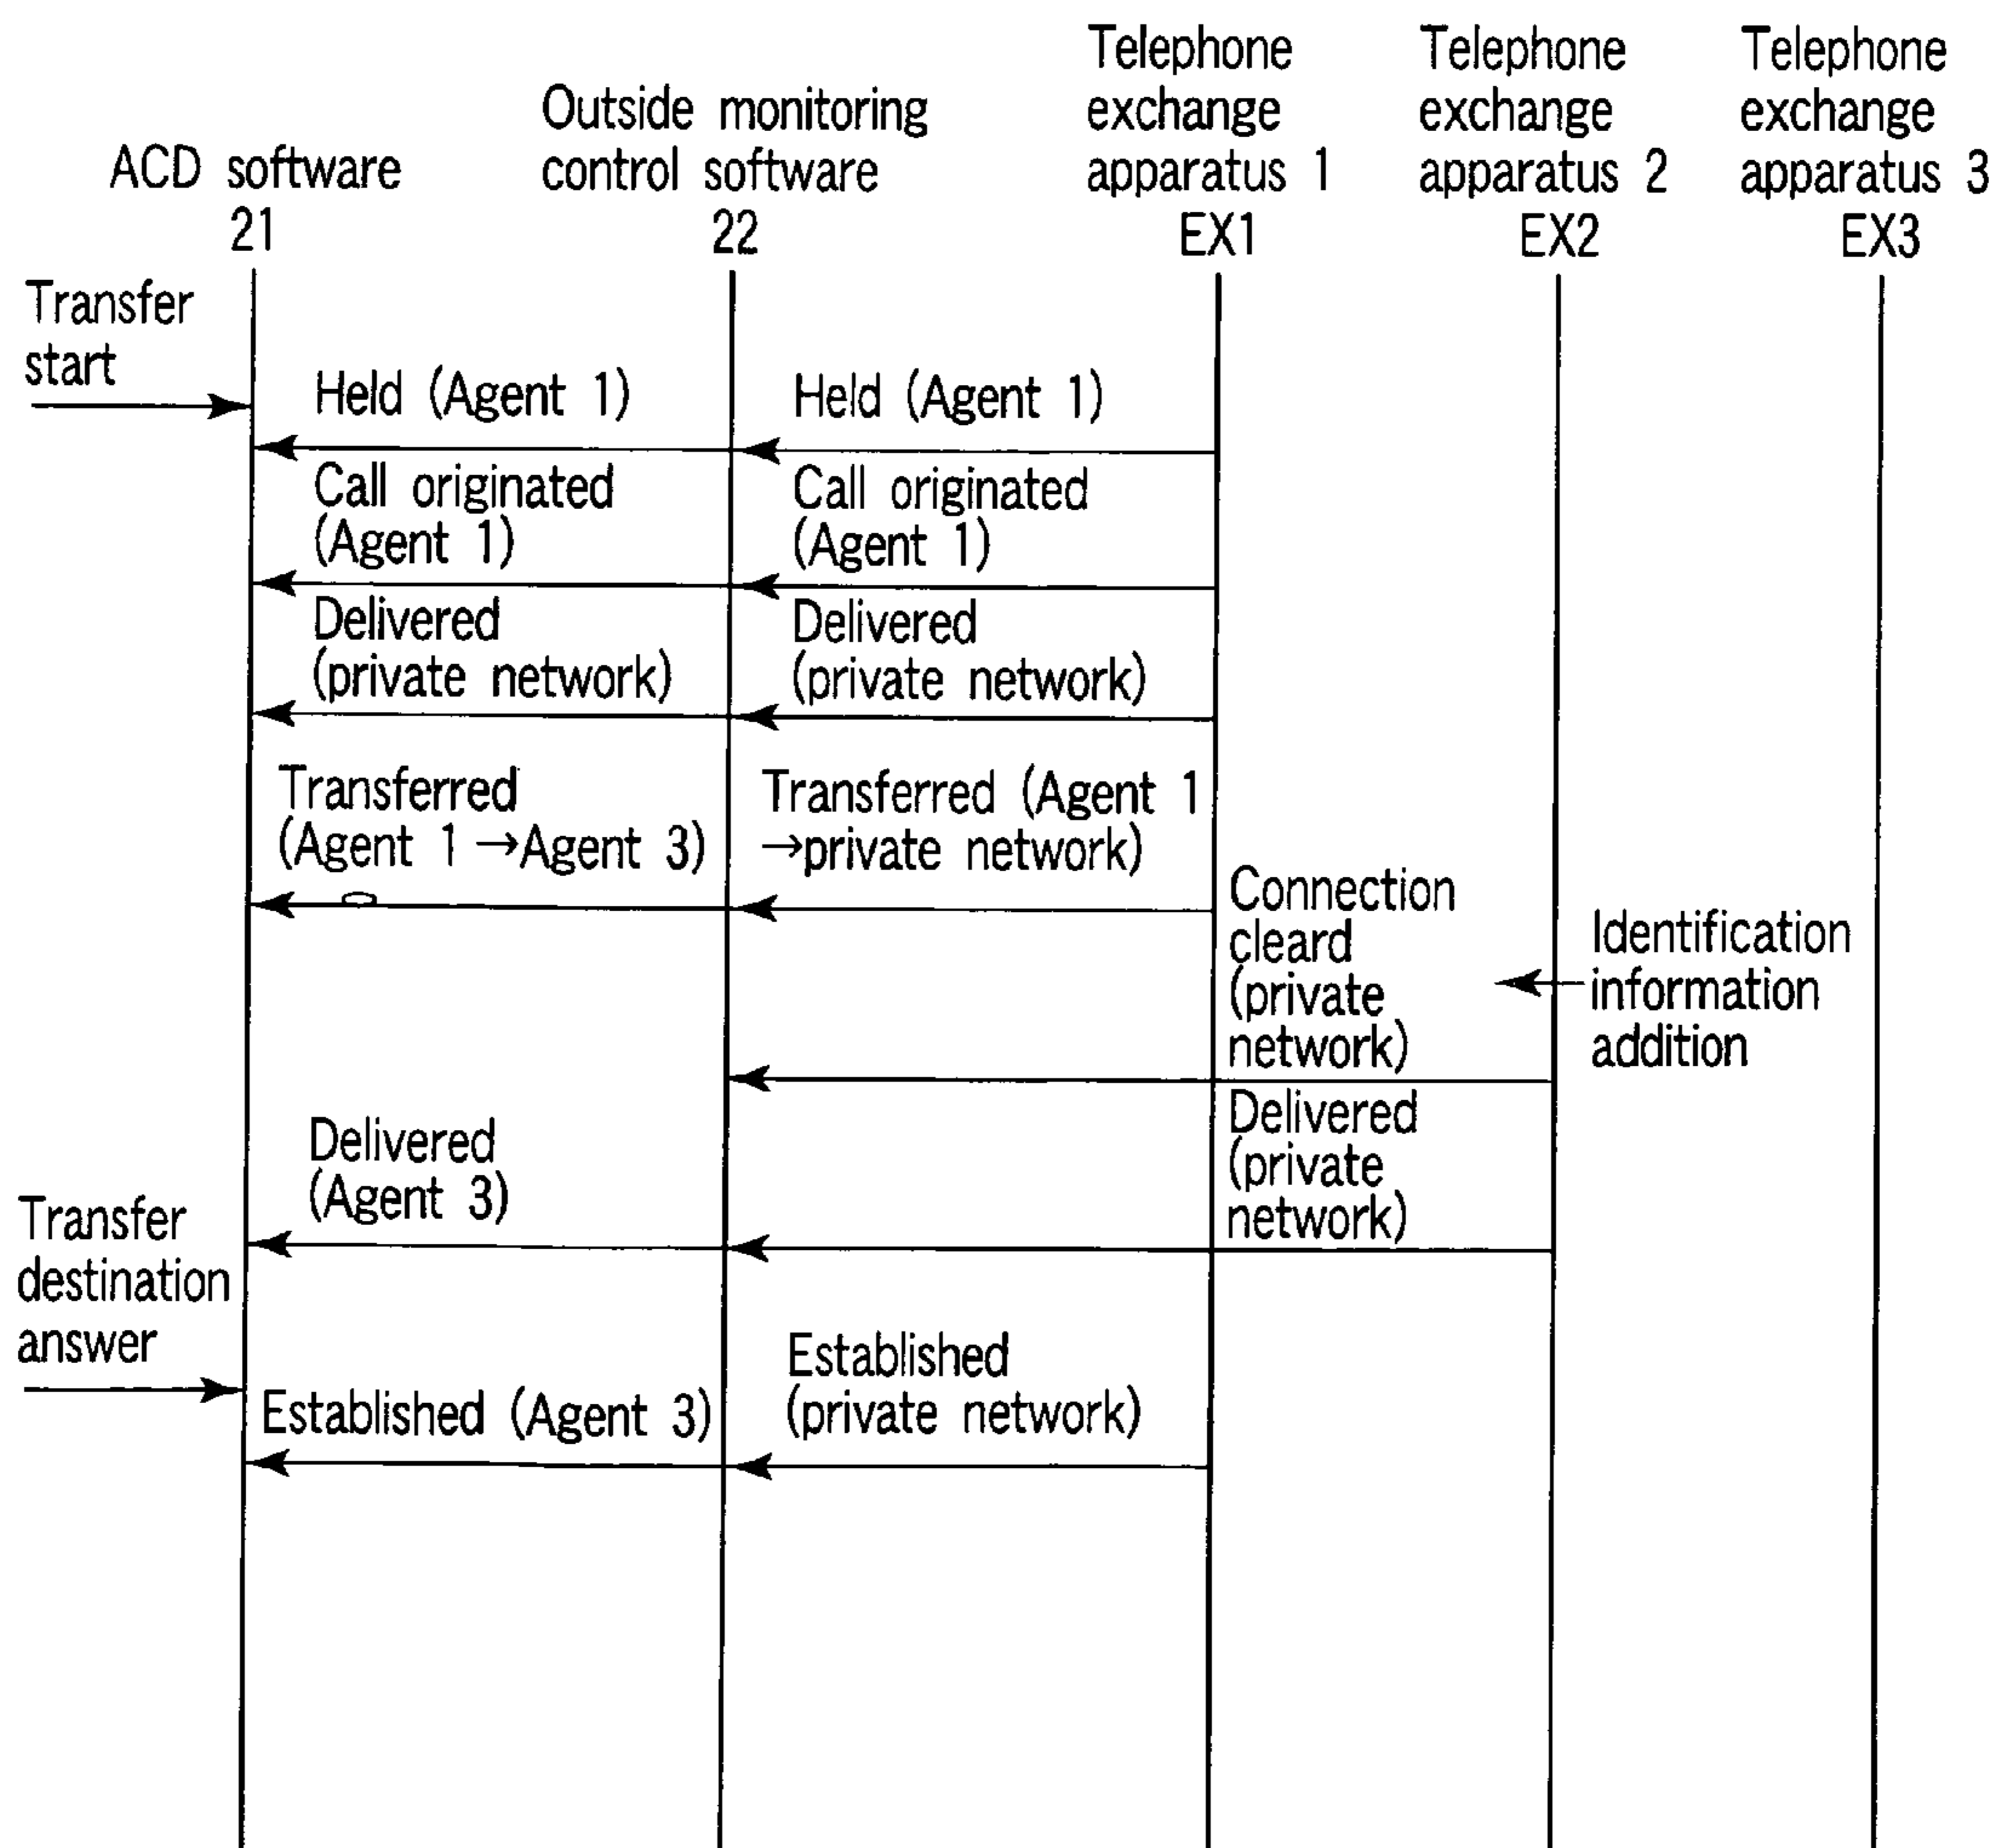 Telephone
exchange
apparatus 1
EX1
Telephone
exchange
apparatus 2
EX2
Telephone
exchange
apparatus 3
EX3
Outside monitoring
control software
22
ACD software
21
Transfer
start
Held (Agent 1)
Held (Agent 1)
Call originated
(Agent 1)
Call originated
(Agent 1)
Delivered
(private network)
Delivered
(private network)
Transferred
(Agent 1 →Agent 3)
Transferred (Agent 1
→private network)
Connection
cleard
(private
network)
Identification
information
addition
Delivered
(Agent 3)
Delivered
(private
network)
Transfer
destination
answer
Established (Agent 3)
Established
(private network)